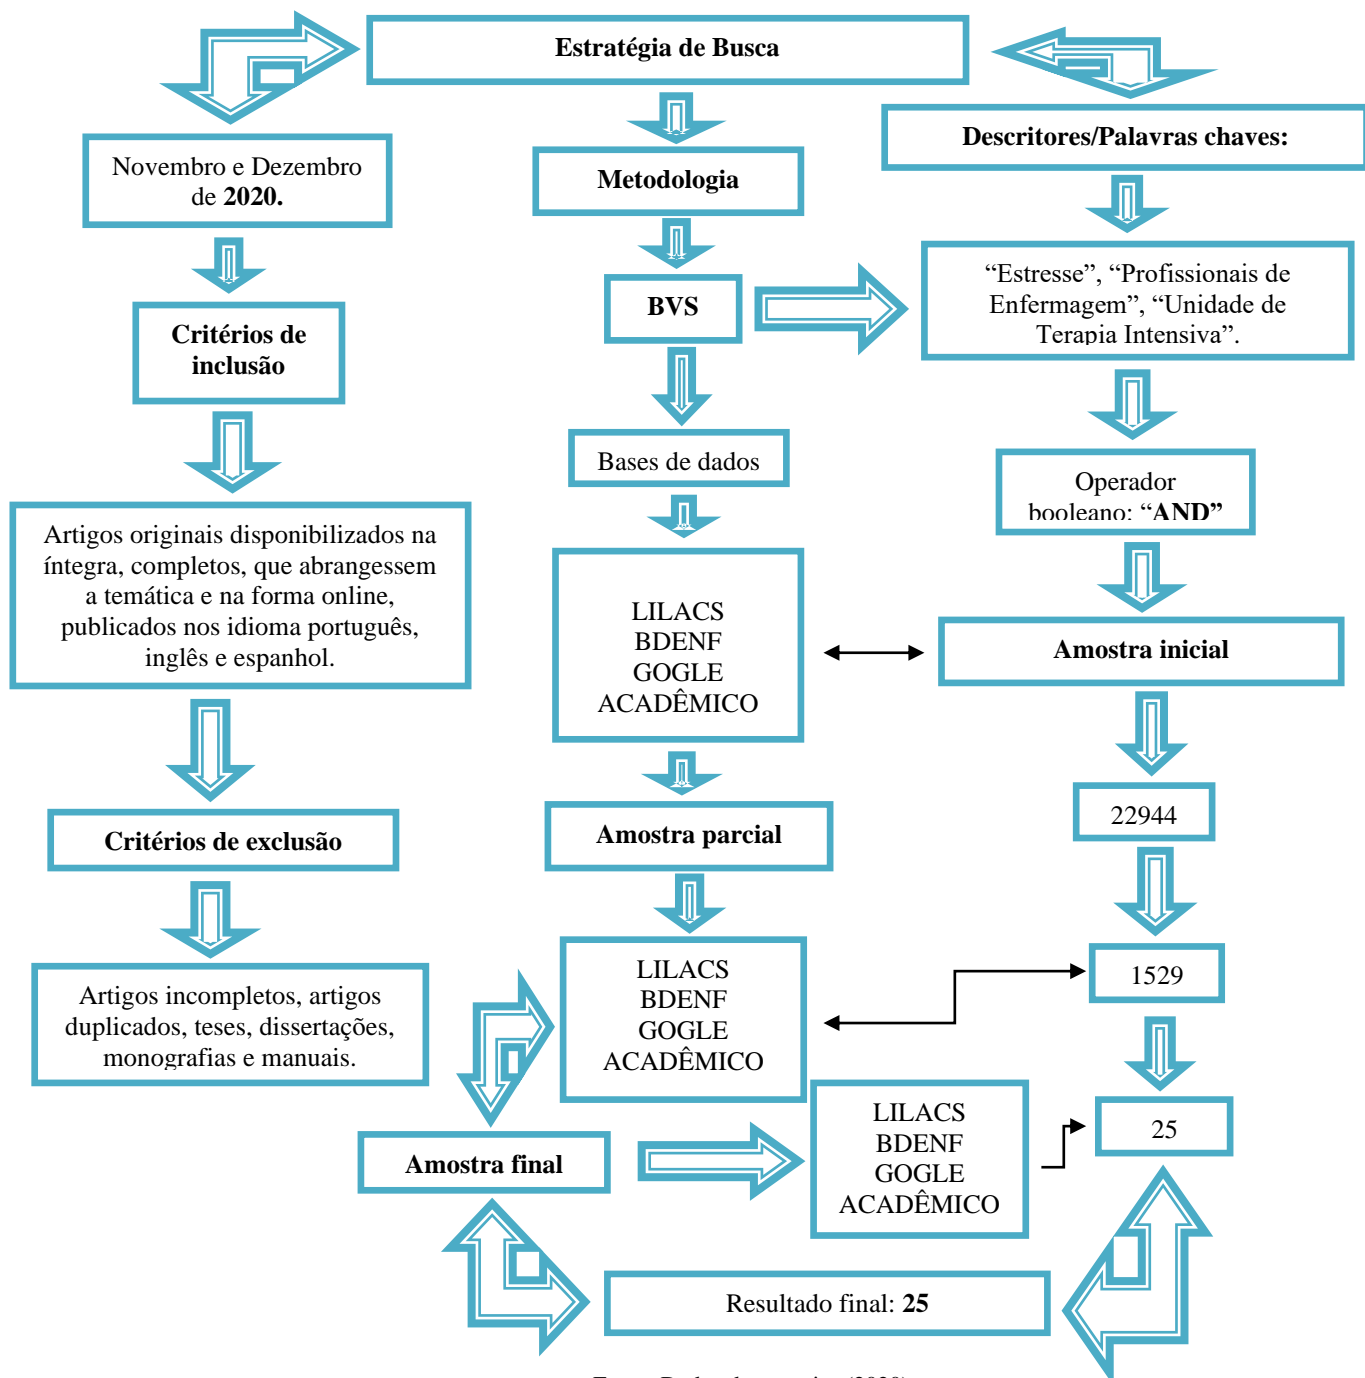 Estratégia de Busca
Novembro e Dezembro
de 2020.
Metodologia
Descritores/Palavras chaves:
BVS
“Estresse”, “Profissionais de
Enfermagem”, “Unidade de
Terapia Intensiva”.
Critérios de
inclusão
Bases de dados
Operador
booleano: “AND”
Artigos originais disponibilizados na
íntegra, completos, que abrangessem
a temática e na forma online,
publicados nos idioma português,
inglês e espanhol.
LILACS
BDENF
GOGLE
ACADÊMICO
Amostra inicial
Critérios de exclusão
Amostra parcial
22944
Artigos incompletos, artigos
duplicados, teses, dissertações,
monografias e manuais.
LILACS
BDENF
GOGLE
ACADÊMICO
1529
Amostra final
LILACS
BDENF
GOGLE
ACADÊMICO
25
Resultado final: 25